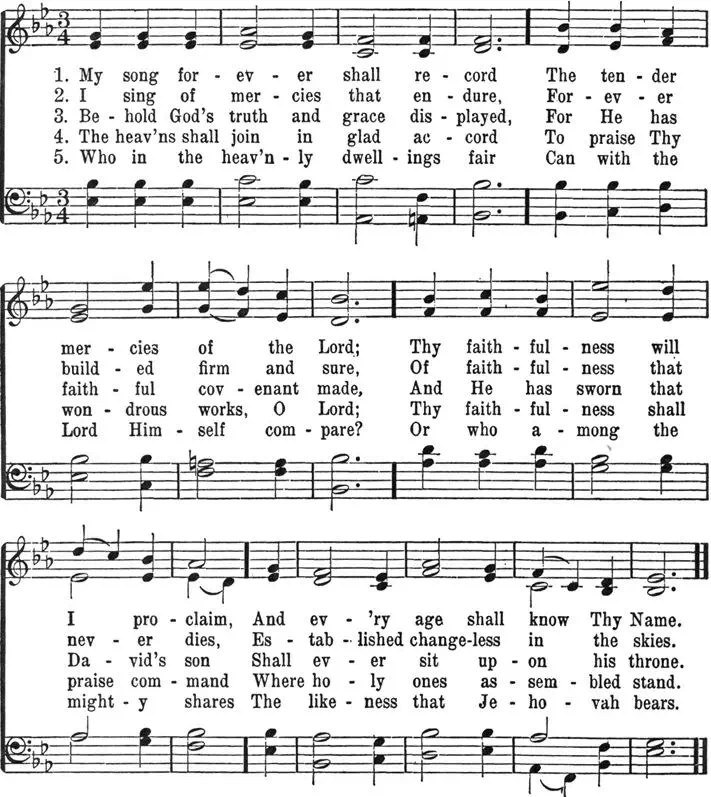 3
4
1. My song for - ev - er shall re - cord The ten - der
2. I sing of mer - cies that en - dure, For - ev - er
3. Be - hold God's truth and grace dis - played, For He has
4. The heav'ns shall join in glad ac - cord To praise Thy
5. Who in the heav'n - ly dwell - ings fair Can with the
3
4
mer - cies of the Lord; Thy faith - ful - ness will
build - ed firm and sure, Of faith - ful - ness that
faith - ful cov - enant made, And He has sworn that
won - drous works, O Lord; Thy faith - ful - ness shall
Lord Him - self com - pare? Or who a - mong the
I pro - claim, And ev - 'ry age shall know Thy Name.
nev - er dies, Es - tab - lished change-less in the skies.
Da - vid's son Shall ev - er sit up - on his throne.
praise com - mand Where ho - ly ones as - sem - bled stand.
might - y shares The like - ness that Je - ho - vah bears.